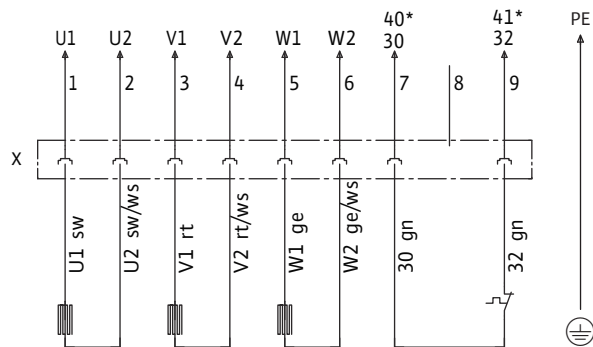 40* 41*
U1 U2 V1 V2 W1 W2 30 32 PE
1 2 3 4 5 6 7 8 9
X
U1 sw
U2 sw/ws
V1 rt
V2 rt/ws
W1 ge
W2 ge/ws
30 gn
32 gn